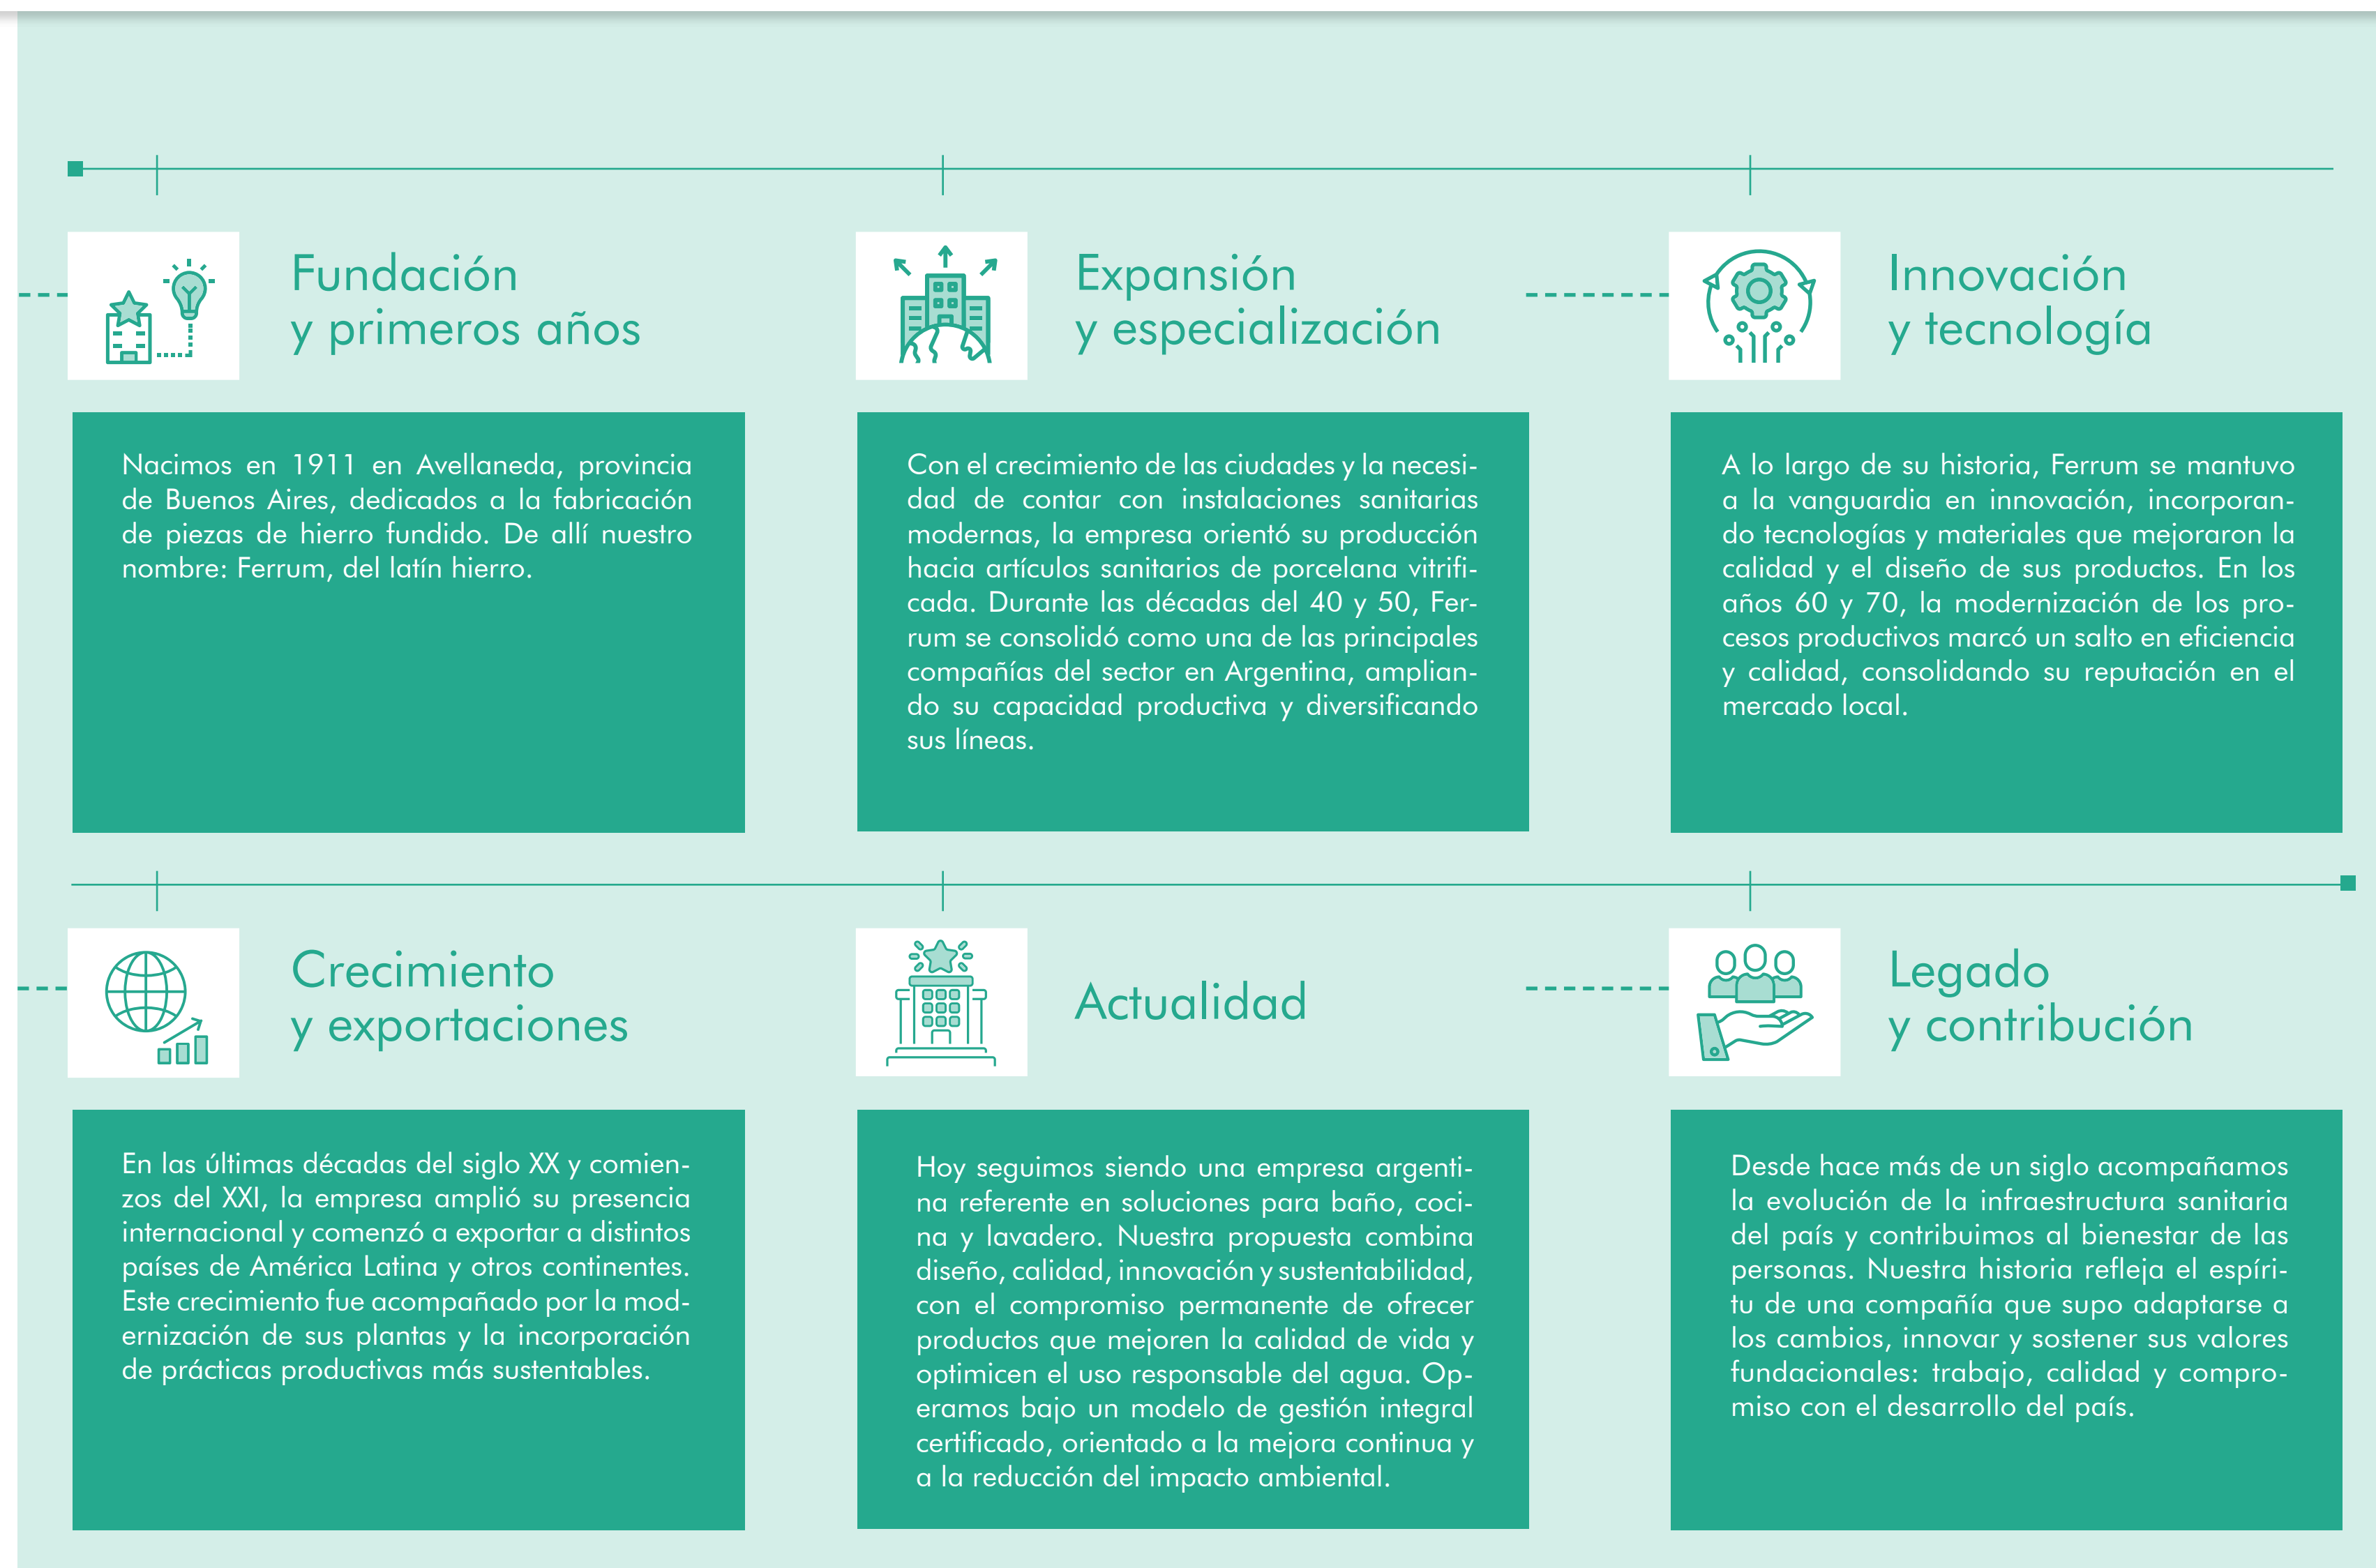 Fundación
y primeros años
Nacimos en 1911 en Avellaneda, provincia
de Buenos Aires, dedicados a la fabricación
de piezas de hierro fundido. De allí nuestro
nombre: Ferrum, del latín hierro.
Expansión
y especialización
Con el crecimiento de las ciudades y la necesi-
dad de contar con instalaciones sanitarias
modernas, la empresa orientó su producción
hacia artículos sanitarios de porcelana vitrifi-
cada. Durante las décadas del 40 y 50, Fer-
rum se consolidó como una de las principales
compañías del sector en Argentina, amplian-
do su capacidad productiva y diversificando
sus líneas.
Innovación
y tecnología
A lo largo de su historia, Ferrum se mantuvo
a la vanguardia en innovación, incorporan-
do tecnologías y materiales que mejoraron la
calidad y el diseño de sus productos. En los
años 60 y 70, la modernización de los pro-
cesos productivos marcó un salto en eficiencia
y calidad, consolidando su reputación en el
mercado local.
Crecimiento
y exportaciones
En las últimas décadas del siglo XX y comien-
zos del XXI, la empresa amplió su presencia
internacional y comenzó a exportar a distintos
países de América Latina y otros continentes.
Este crecimiento fue acompañado por la mod-
ernización de sus plantas y la incorporación
de prácticas productivas más sustentables.
Actualidad
Hoy seguimos siendo una empresa argenti-
na referente en soluciones para baño, coci-
na y lavadero. Nuestra propuesta combina
diseño, calidad, innovación y sustentabilidad,
con el compromiso permanente de ofrecer
productos que mejoren la calidad de vida y
optimicen el uso responsable del agua. Op-
eramos bajo un modelo de gestión integral
certificado, orientado a la mejora continua y
a la reducción del impacto ambiental.
Legado
y contribución
Desde hace más de un siglo acompañamos
la evolución de la infraestructura sanitaria
del país y contribuimos al bienestar de las
personas. Nuestra historia refleja el espíri-
tu de una compañía que supo adaptarse a
los cambios, innovar y sostener sus valores
fundacionales: trabajo, calidad y compro-
miso con el desarrollo del país.